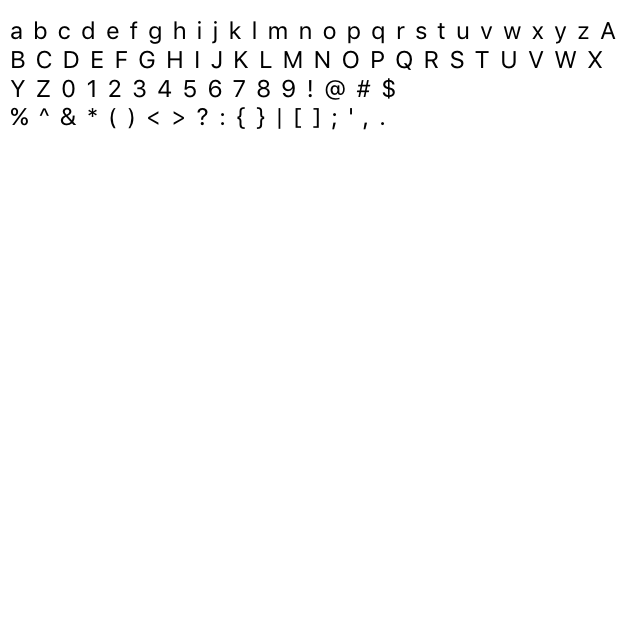 a b c d e f g h i j k l m n o p q r s t u v w x y z A
B C D E F G H I J K L M N O P Q R S T U V W X
Y Z 0 1 2 3 4 5 6 7 8 9 ! @ # $
% ^ & * ( ) < > ? : { } | [ ] ; ' , .